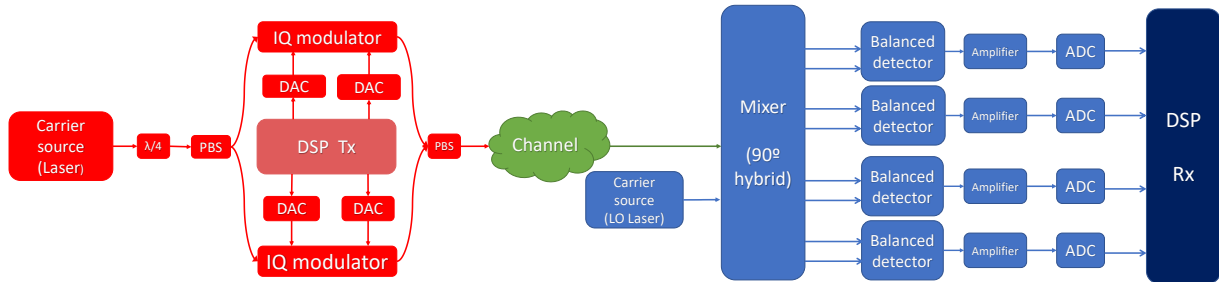 Carrier
source
(Laser)
λ/4
PBS
IQ modulator
DAC
DAC
DSP Tx
DAC
DAC
IQ modulator
PBS
Channel
Carrier
source
(LO Laser)
Mixer
(90º
hybrid)
Balanced
detector
Amplifier
ADC
Balanced
detector
Amplifier
ADC
Balanced
detector
Amplifier
ADC
Balanced
detector
Amplifier
ADC
DSP
Rx